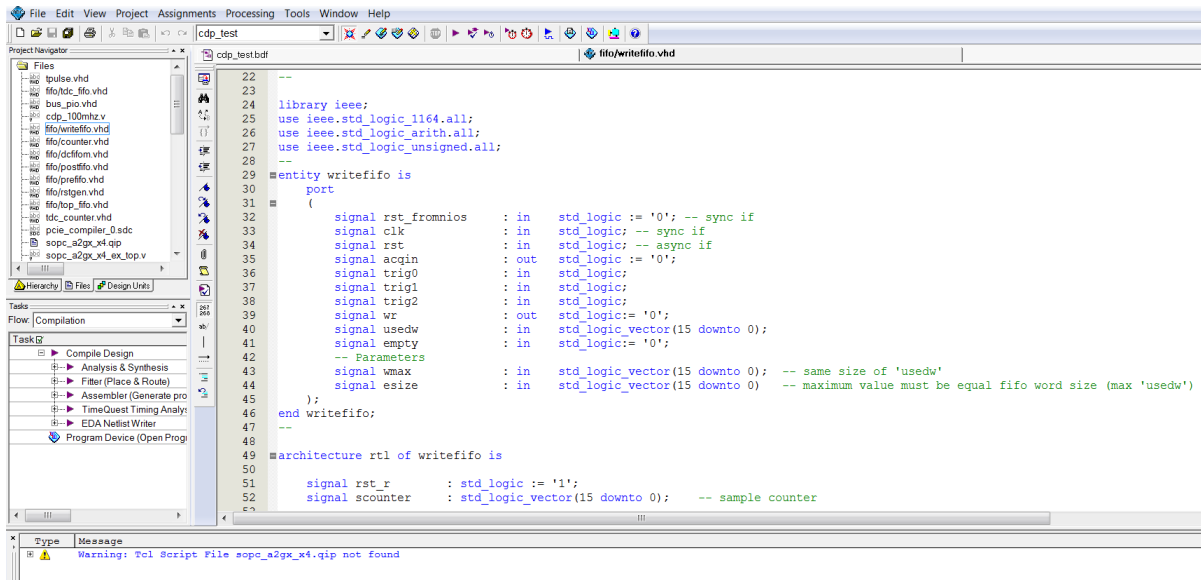 File Edit View Project Assignments Processing Tools Window Help
cdp_test
Project Navigator
Files
tpulse.vhd
fifo/tdc_fifo.vhd
bus_pio.vhd
cdp_100mhz.v
fifo/writefifo.vhd
fifo/counter.vhd
fifo/dcfifom.vhd
fifo/postfifo.vhd
fifo/prefifo.vhd
fifo/rstgen.vhd
fifo/top_fifo.vhd
tdc_counter.vhd
pcie_compiler_0.sdc
sopc_a2gx_x4.qip
sopc_a2gx_x4_ex_top.v
Hierarchy Files Design Units
Tasks
Flow: Compilation
Task
Compile Design
Analysis & Synthesis
Fitter (Place & Route)
Assembler (Generate pro
TimeQuest Timing Analys
EDA Netlist Writer
Program Device (Open Progr
cdp_test.bdf fifo/writefifo.vhd
267
268
ab/
22 --
23
24 library ieee;
25 use ieee.std_logic_1164.all;
26 use ieee.std_logic_arith.all;
27 use ieee.std_logic_unsigned.all;
28 --
29 entity writefifo is
30 port
31 (
32 signal rst_fromnios : in std_logic := '0'; -- sync if
33 signal clk : in std_logic; -- sync if
34 signal rst : in std_logic; -- async if
35 signal acqin : out std_logic := '0';
36 signal trig0 : in std_logic;
37 signal trig1 : in std_logic;
38 signal trig2 : in std_logic;
39 signal wr : out std_logic:= '0';
40 signal usedw : in std_logic_vector(15 downto 0);
41 signal empty : in std_logic:= '0';
42 -- Parameters
43 signal wmax : in std_logic_vector(15 downto 0); -- same size of 'usedw'
44 signal esize : in std_logic_vector(15 downto 0) -- maximum value must be equal fifo word size (max 'usedw')
45 );
46 end writefifo;
47 --
48
49 architecture rtl of writefifo is
50
51 signal rst_r : std_logic := '1';
52 signal scounter : std_logic_vector(15 downto 0); -- sample counter
Type Message
Warning: Tcl Script File sopc_a2gx_x4.qip not found